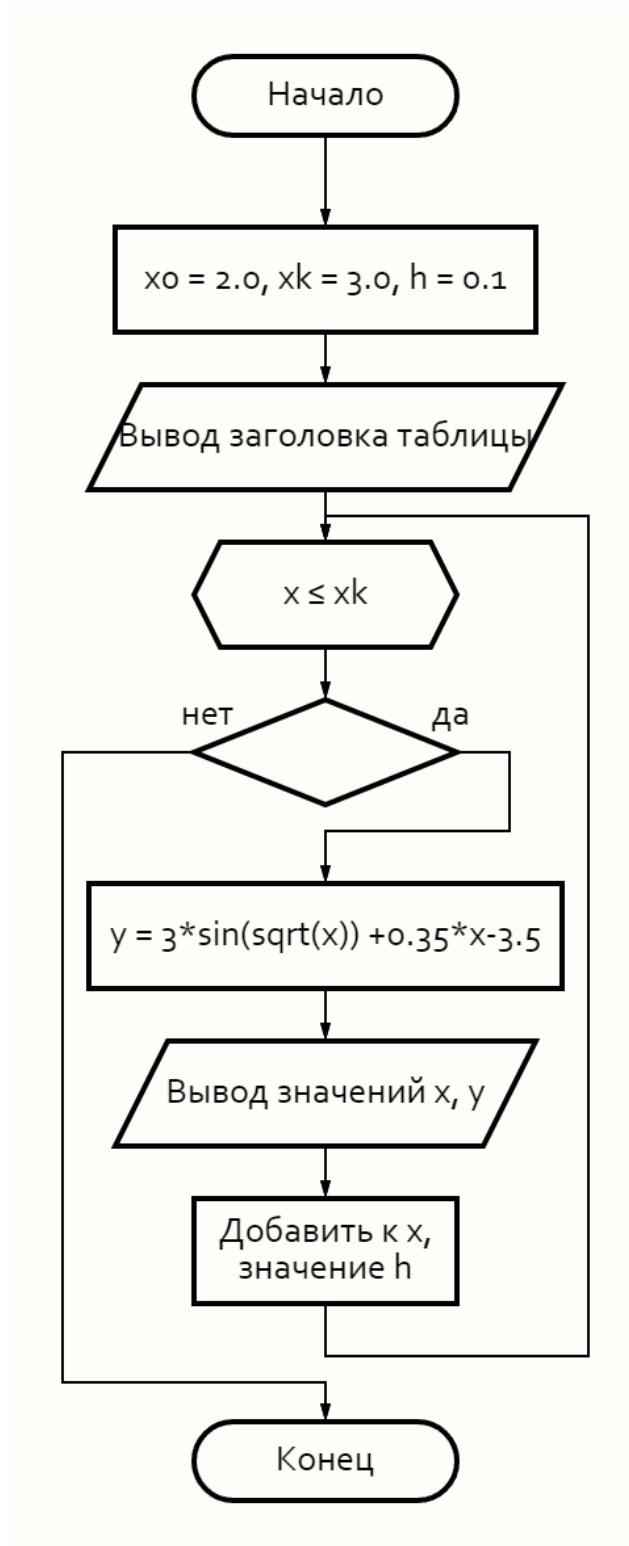 Начало
x0 = 2.0, xk = 3.0, h = 0.1
Вывод заголовка таблицы
x ≤ xk
нет
да
y = 3*sin(sqrt(x)) +0.35*x-3.5
Вывод значений x, y
Добавить к x,
значение h
Конец